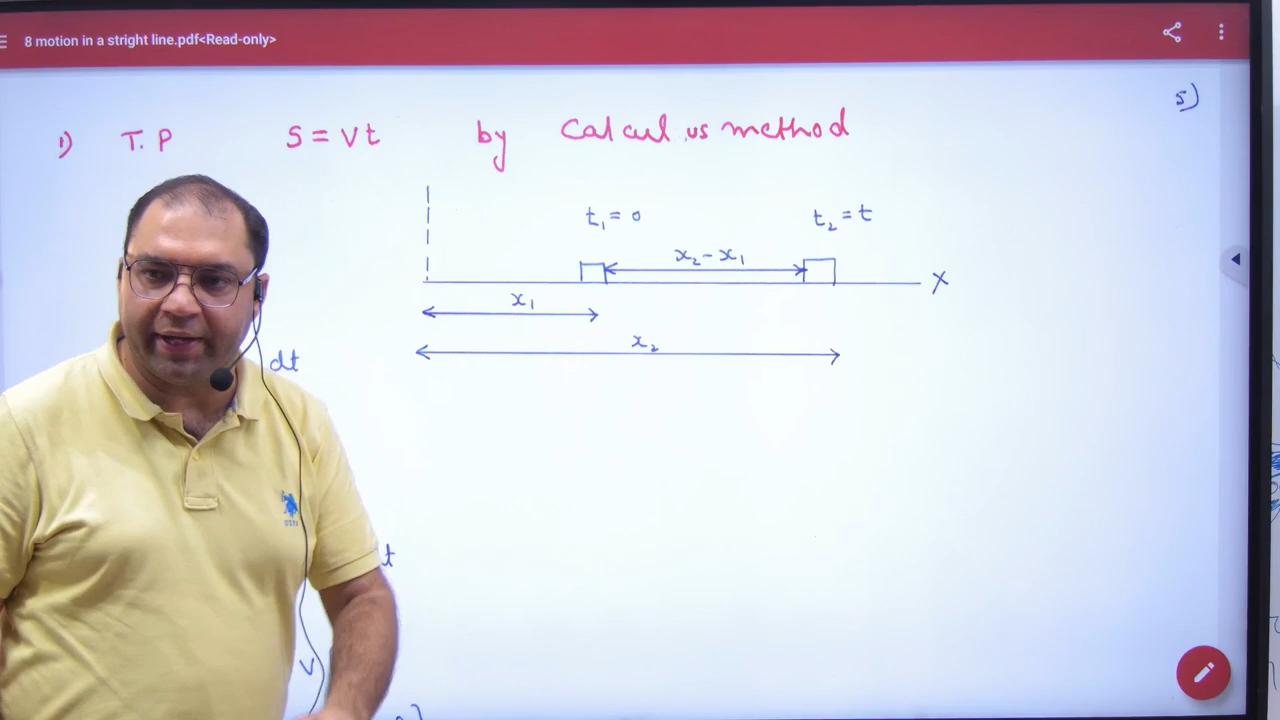 8 motion in a stright line.pdf<Read-only>
5)
1) T.P S = vt by Calculus method
t₁ = 0 t₂ = t
x₂ - x₁
X
x₁
x₂
dt
t
v